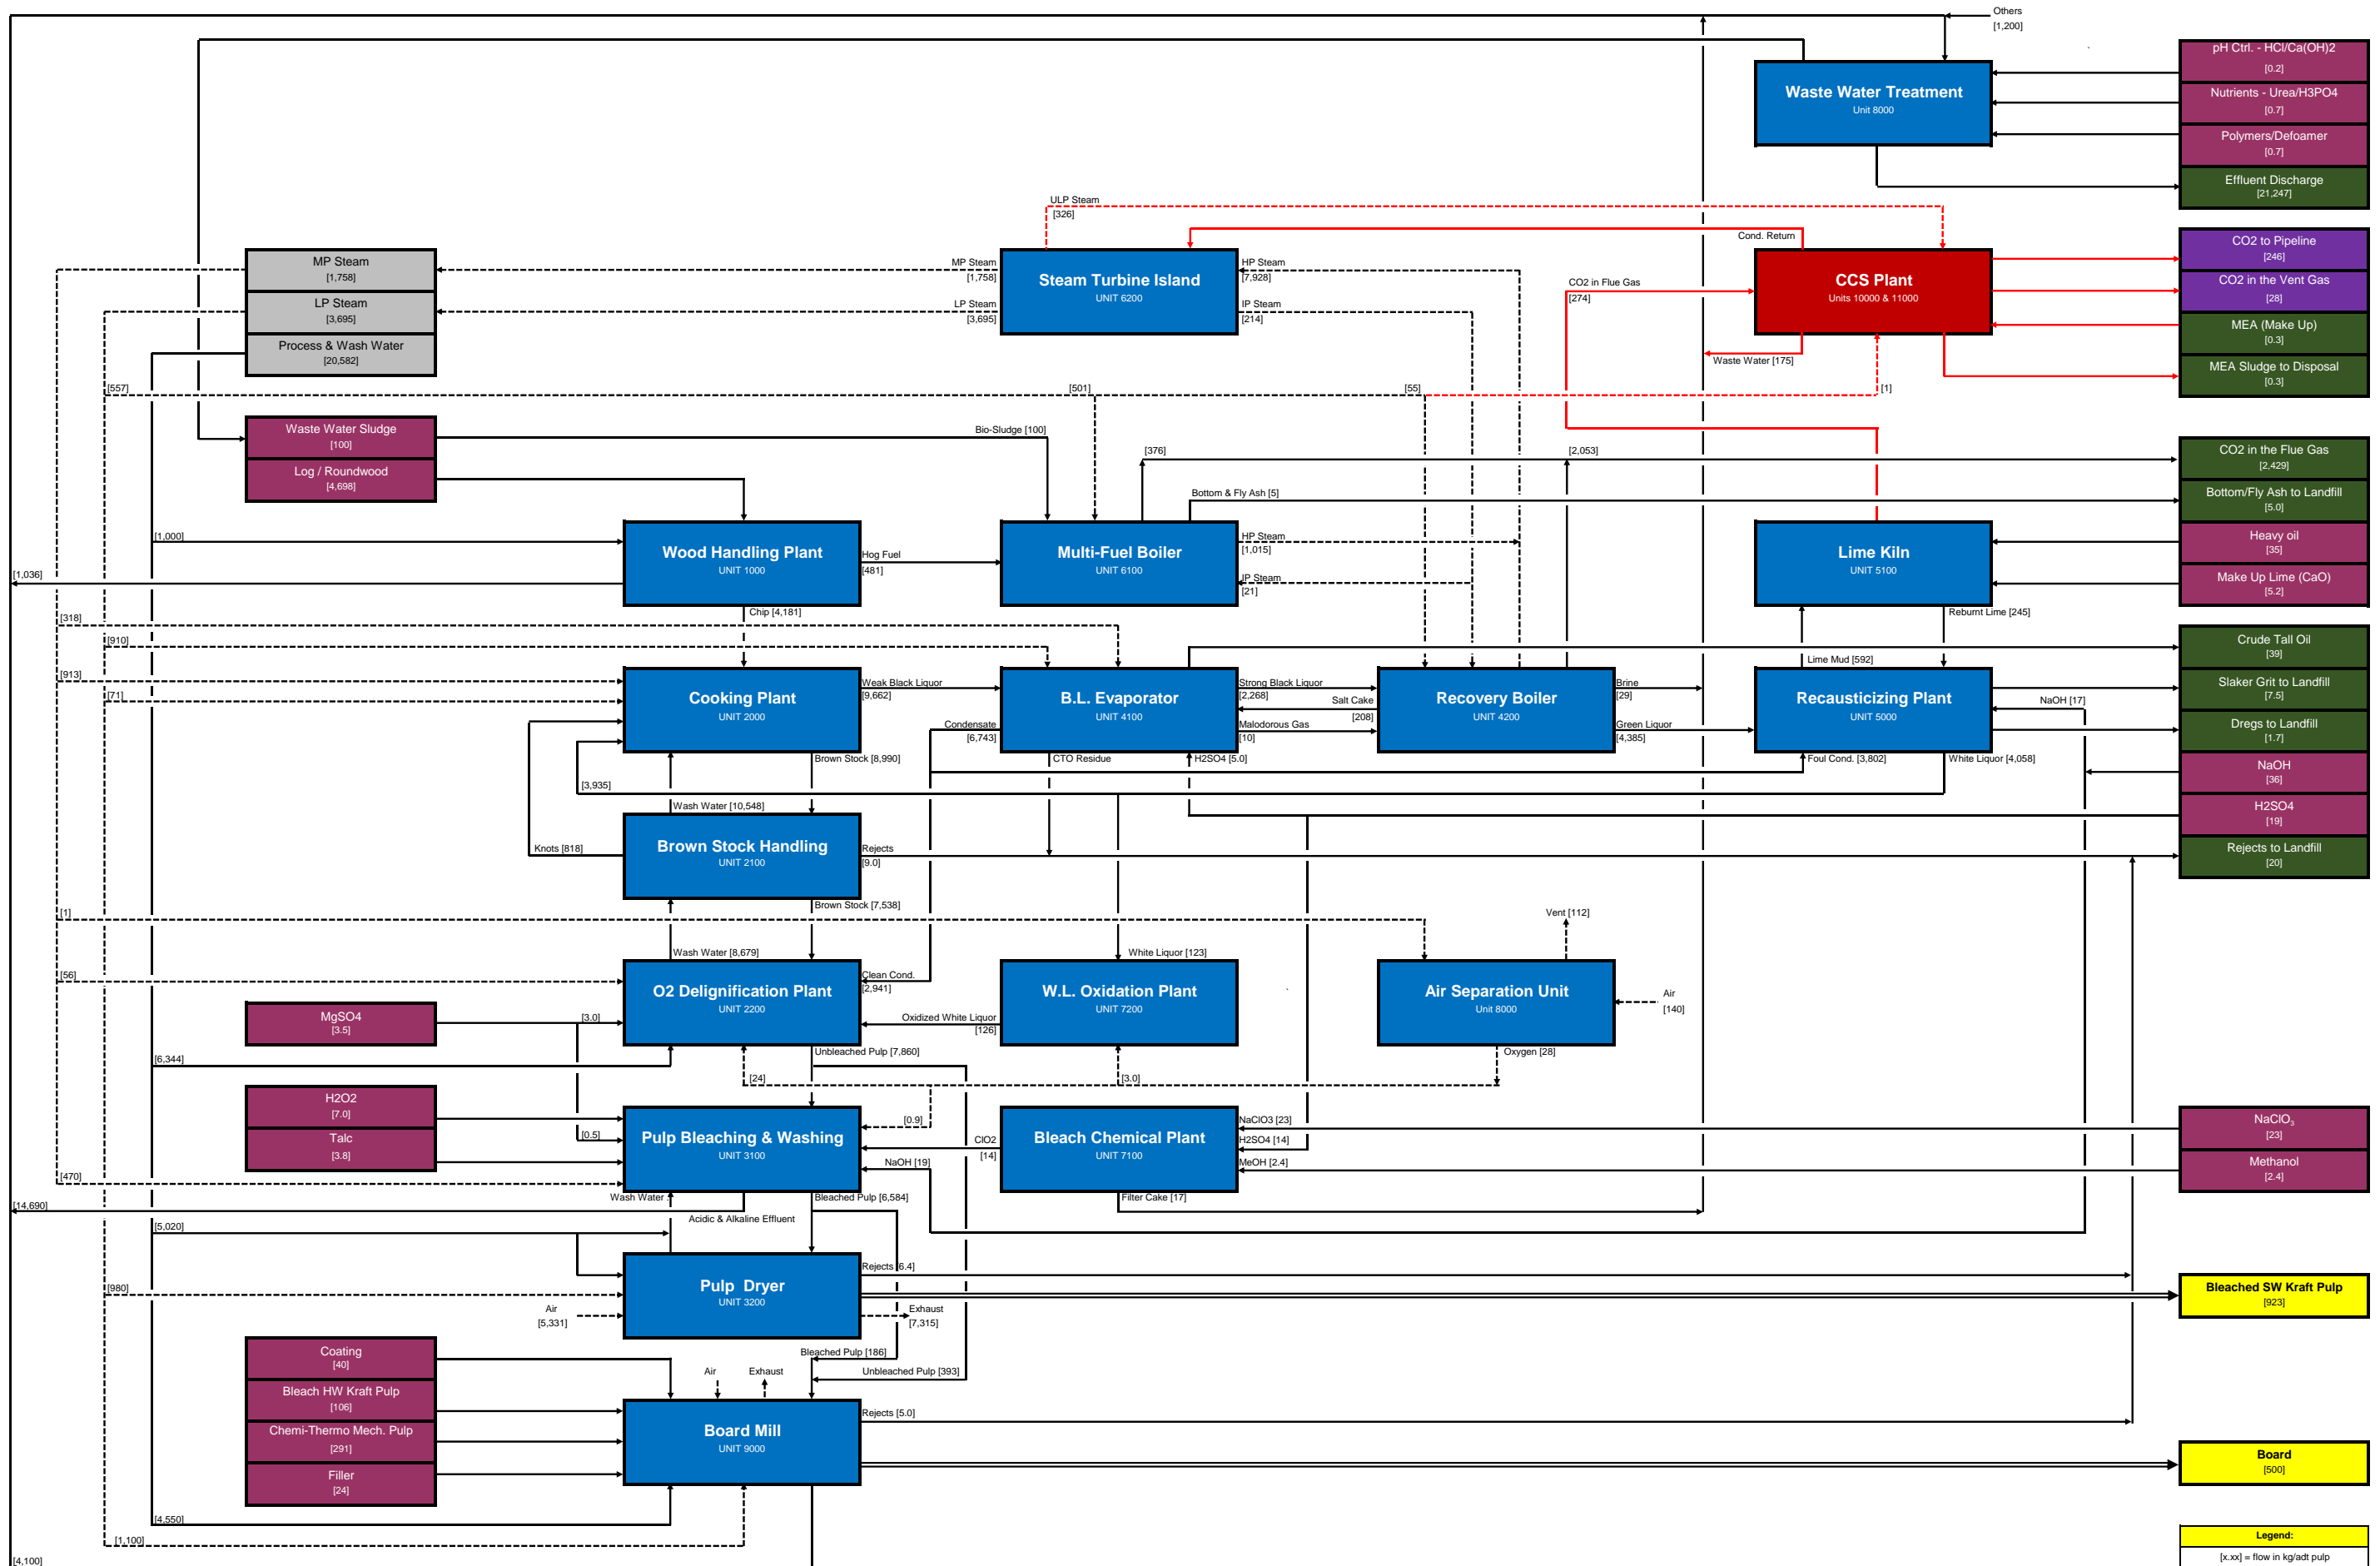 Others
[1,200]
pH Ctrl. - HCl/Ca(OH)2
[0.2]
Waste Water Treatment
Unit 8000
Nutrients - Urea/H3PO4
[0.7]
Polymers/Defoamer
[0.7]
Effluent Discharge
[21,247]
ULP Steam
[326]
Cond. Return
MP Steam
[1,758]
LP Steam
[3,695]
Process & Wash Water
[20,582]
MP Steam
[1,758]
LP Steam
[3,695]
Steam Turbine Island
UNIT 6200
HP Steam
[7,928]
IP Steam
[214]
CO2 in Flue Gas
[274]
CCS Plant
Units 10000 & 11000
Waste Water [175]
CO2 to Pipeline
[246]
CO2 in the Vent Gas
[28]
MEA (Make Up)
[0.3]
MEA Sludge to Disposal
[0.3]
[557]
[501]
[55]
[1]
Waste Water Sludge
[100]
Log / Roundwood
[4,698]
Bio-Sludge [100]
[376]
[2,053]
CO2 in the Flue Gas
[2,429]
Bottom & Fly Ash [5]
Bottom/Fly Ash to Landfill
[5.0]
[1,000]
[1,036]
Wood Handling Plant
UNIT 1000
Hog Fuel
[481]
Multi-Fuel Boiler
UNIT 6100
HP Steam
[1,015]
IP Steam
[21]
Lime Kiln
UNIT 5100
Heavy oil
[35]
Make Up Lime (CaO)
[5.2]
Chip [4,181]
Reburnt Lime [245]
[318]
[910]
[913]
[71]
Lime Mud [592]
Crude Tall Oil
[39]
Cooking Plant
UNIT 2000
Weak Black Liquor
[9,662]
Condensate
[6,743]
B.L. Evaporator
UNIT 4100
Strong Black Liquor
[2,268]
Salt Cake
[208]
Malodorous Gas
[10]
Recovery Boiler
UNIT 4200
Brine
[29]
Green Liquor
[4,385]
Recausticizing Plant
UNIT 5000
NaOH [17]
Slaker Grit to Landfill
[7.5]
Dregs to Landfill
[1.7]
Brown Stock [8,990]
CTO Residue
H2SO4 [5.0]
Foul Cond. [3,802]
White Liquor [4,058]
NaOH
[36]
[3,935]
Wash Water [10,548]
H2SO4
[19]
Knots [818]
Brown Stock Handling
UNIT 2100
Rejects
[9.0]
Rejects to Landfill
[20]
Brown Stock [7,538]
[1]
Vent [112]
Wash Water [8,679]
White Liquor [123]
[56]
Clean Cond.
[2,941]
O2 Delignification Plant
UNIT 2200
W.L. Oxidation Plant
UNIT 7200
Air Separation Unit
Unit 8000
Air
[140]
MgSO4
[3.5]
[3.0]
Oxidized White Liquor
[126]
[6,344]
Unbleached Pulp [7,860]
Oxygen [28]
[24]
[3.0]
H2O2
[7.0]
Talc
[3.8]
[0.5]
[0.9]
Pulp Bleaching & Washing
UNIT 3100
ClO2
[14]
NaOH [19]
Bleach Chemical Plant
UNIT 7100
NaClO3 [23]
H2SO4 [14]
MeOH [2.4]
NaClO3
[23]
Methanol
[2.4]
[470]
[14,690]
Wash Water
Bleached Pulp [6,584]
Filter Cake [17]
Acidic & Alkaline Effluent
[5,020]
Pulp Dryer
UNIT 3200
Rejects [6.4]
[980]
Air
[5,331]
Exhaust
[7,315]
Bleached SW Kraft Pulp
[923]
Bleached Pulp [186]
Unbleached Pulp [393]
Air
Exhaust
Coating
[40]
Bleach HW Kraft Pulp
[106]
Chemi-Thermo Mech. Pulp
[291]
Filler
[24]
Board Mill
UNIT 9000
Rejects [5.0]
Board
[500]
[4,550]
[1,100]
[4,100]
Legend:
[x.xx] = flow in kg/adt pulp